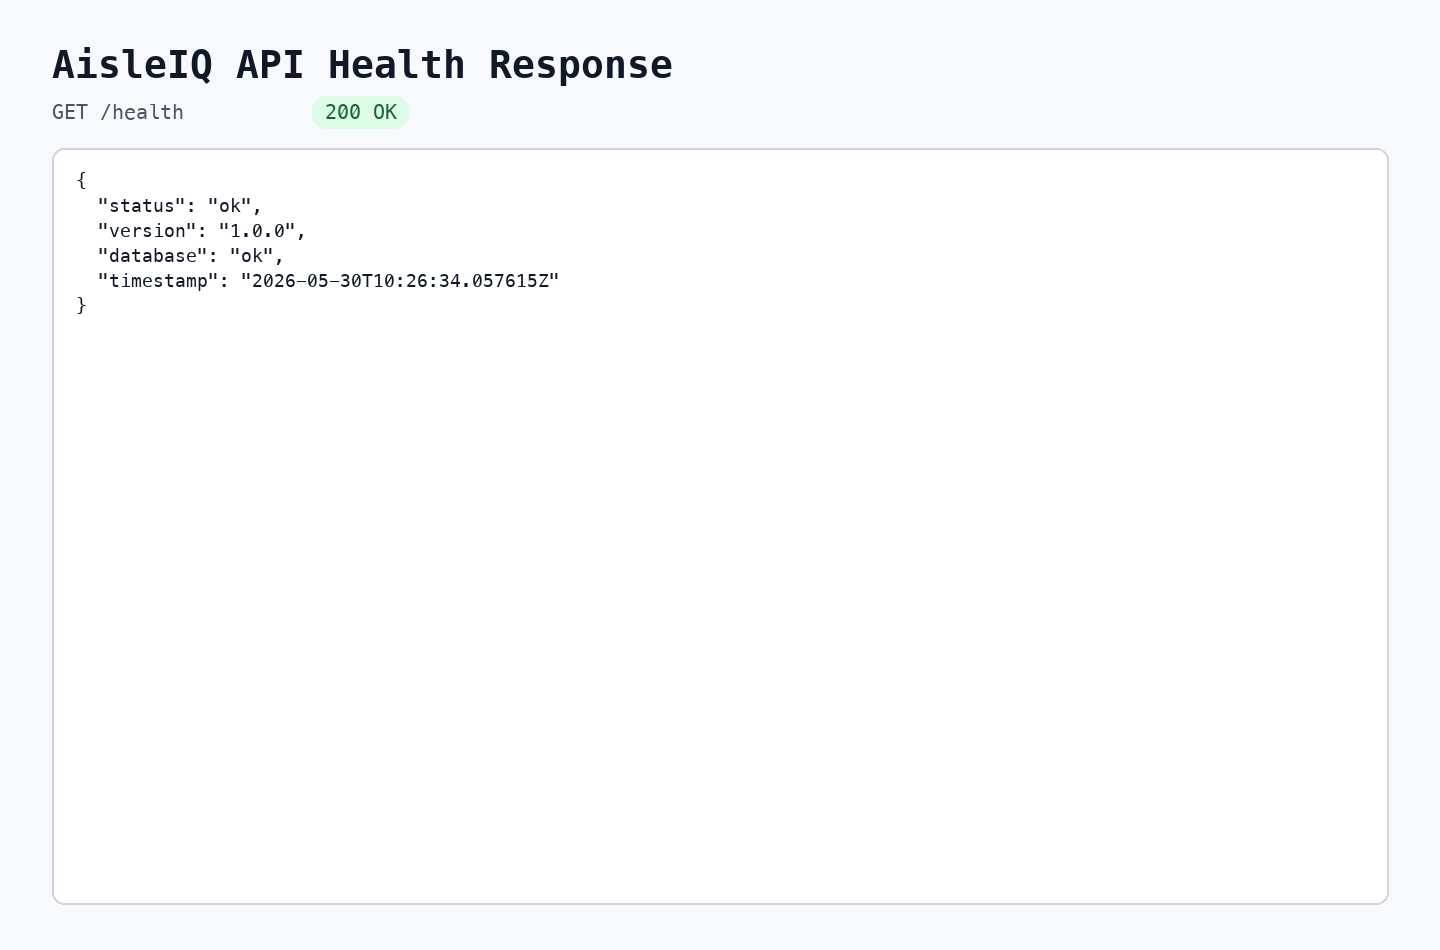 AisleIQ API Health Response
GET /health 200 OK
{
  "status": "ok",
  "version": "1.0.0",
  "database": "ok",
  "timestamp": "2026-05-30T10:26:34.057615Z"
}